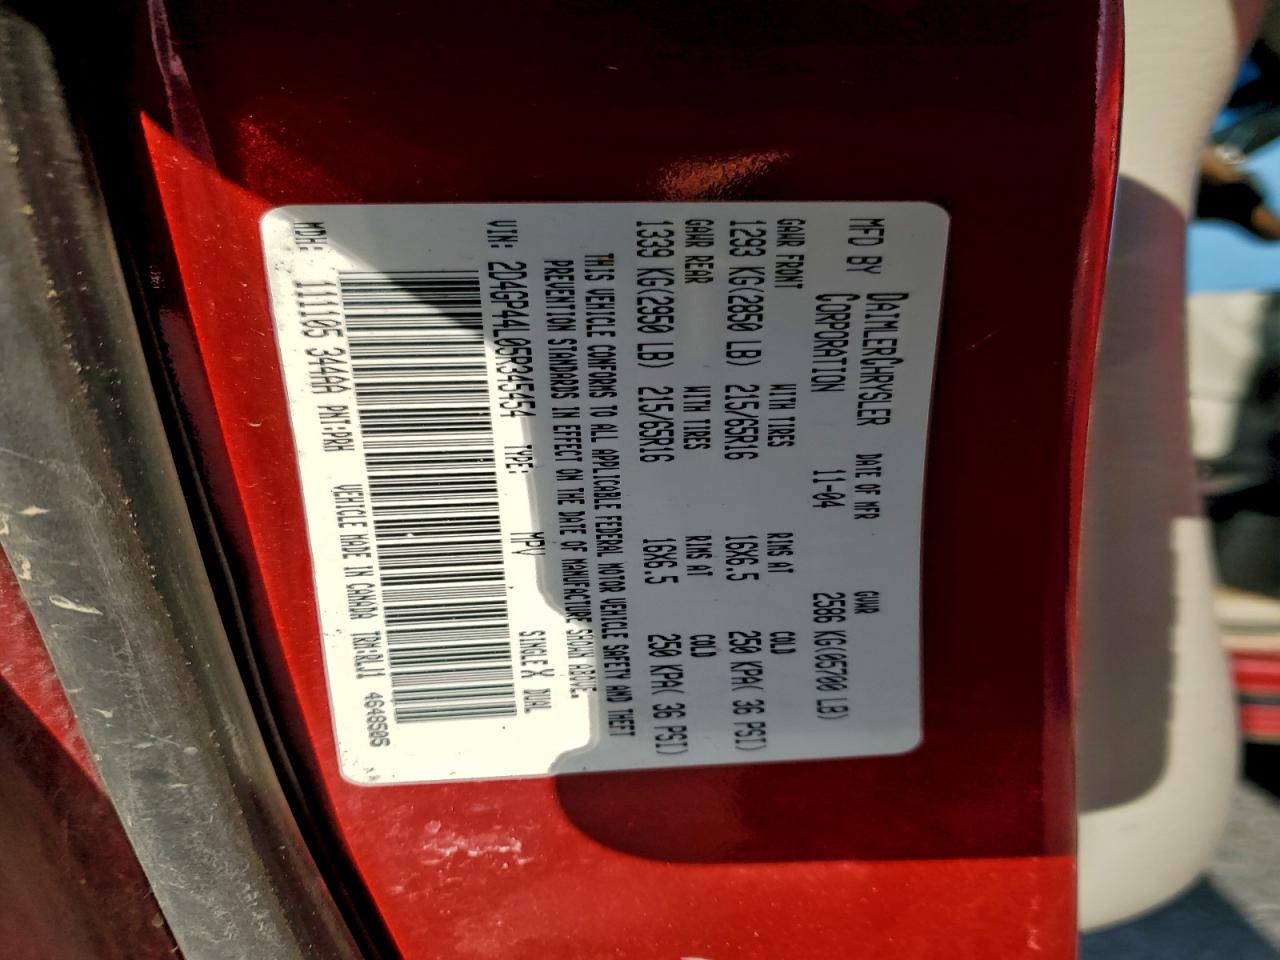 MFD BY DAIMLERCHRYSLER CORPORATION DATE OF MFR 11-04 GVWR 2586 KG(05700 LB)
GAWR FRONT WITH TIRES RIMS AT COLD
1293 KG(2850 LB) 215/65R16 16X6.5 250 KPA( 36 PSI)
GAWR REAR WITH TIRES RIMS AT COLD
1339 KG(2950 LB) 215/65R16 16X6.5 250 KPA( 36 PSI)
THIS VEHICLE CONFORMS TO ALL APPLICABLE FEDERAL MOTOR VEHICLE SAFETY AND THEFT
PREVENTION STANDARDS IN EFFECT ON THE DATE OF MANUFACTURE SHOWN ABOVE.
VIN: 2D4GP44L05R345454 TYPE: MPV SINGLE X DUAL
MDH: 111105 344AA PNT:PRH VEHICLE MADE IN CANADA TRM:RLJ1 4648505